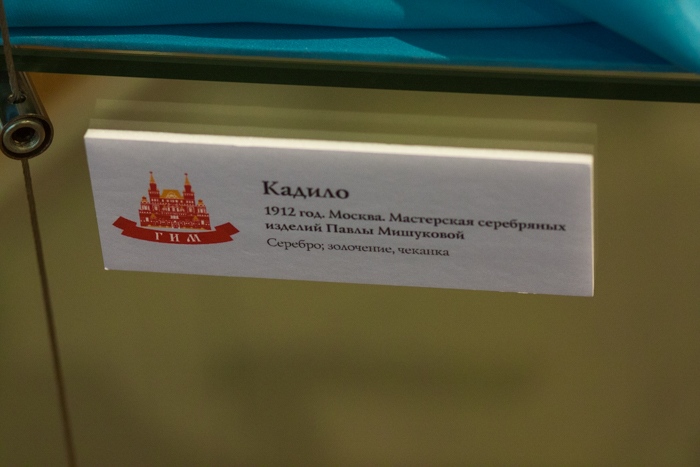 Кадило
1912 год. Москва. Мастерская серебряных
изделий Павлы Мишуковой
Серебро; золочение, чеканка
ГИМ